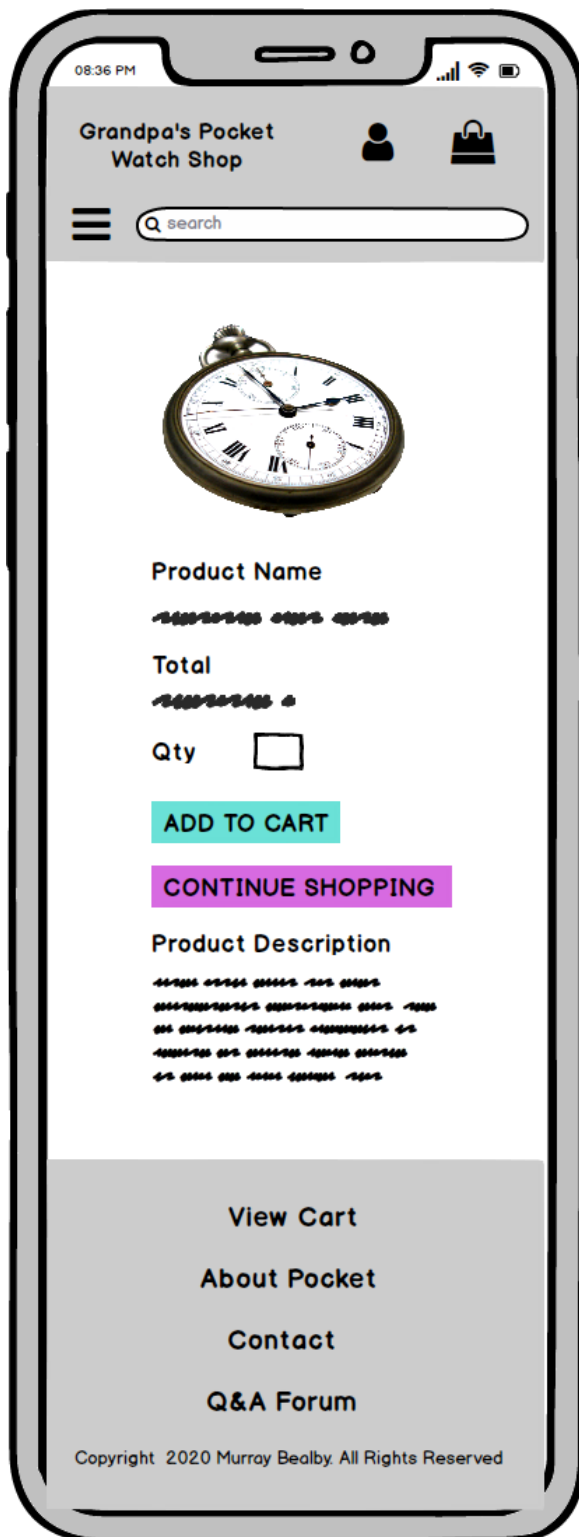 08:36 PM
Grandpa's Pocket
Watch Shop
search
Product Name
Total
Qty
ADD TO CART
CONTINUE SHOPPING
Product Description
View Cart
About Pocket
Contact
Q&A Forum
Copyright 2020 Murray Bealby. All Rights Reserved